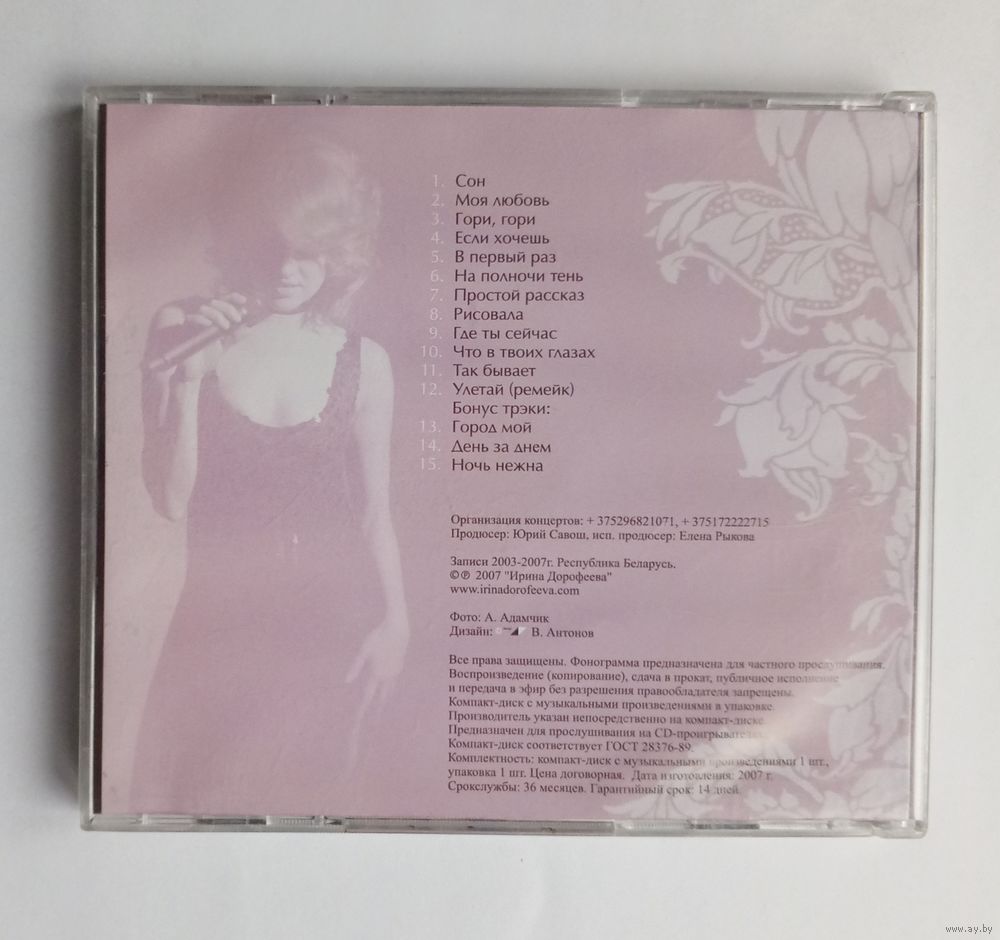 1. Сон
2. Моя любовь
3. Гори, гори
4. Если хочешь
5. В первый раз
6. На полночи тень
7. Простой рассказ
8. Рисовала
9. Где ты сейчас
10. Что в твоих глазах
11. Так бывает
12. Улетай (ремейк)
Бонус трэки:
13. Город мой
14. День за днем
15. Ночь нежна
Организация концертов: + 375296821071, + 375172222715
Продюсер: Юрий Савош, исп. продюсер: Елена Рыкова
Записи 2003-2007г. Республика Беларусь.
©℗ 2007 "Ирина Дорофеева"
www.irinadorofeeva.com
Фото: А. Адамчик
Дизайн: В. Антонов
Все права защищены. Фонограмма предназначена для частного прослушивания.
Воспроизведение (копирование), сдача в прокат, публичное исполнение
и передача в эфир без разрешения правообладателя запрещены.
Компакт-диск с музыкальными произведениями в упаковке.
Производитель указан непосредственно на компакт-диске.
Предназначен для прослушивания на CD-проигрывателях.
Компакт-диск соответствует ГОСТ 28376-89.
Комплектность: компакт-диск с музыкальными произведениями 1 шт.,
упаковка 1 шт. Цена договорная. Дата изготовления: 2007 г.
Срокслужбы: 36 месяцев. Гарантийный срок: 14 дней.
www.ay.by